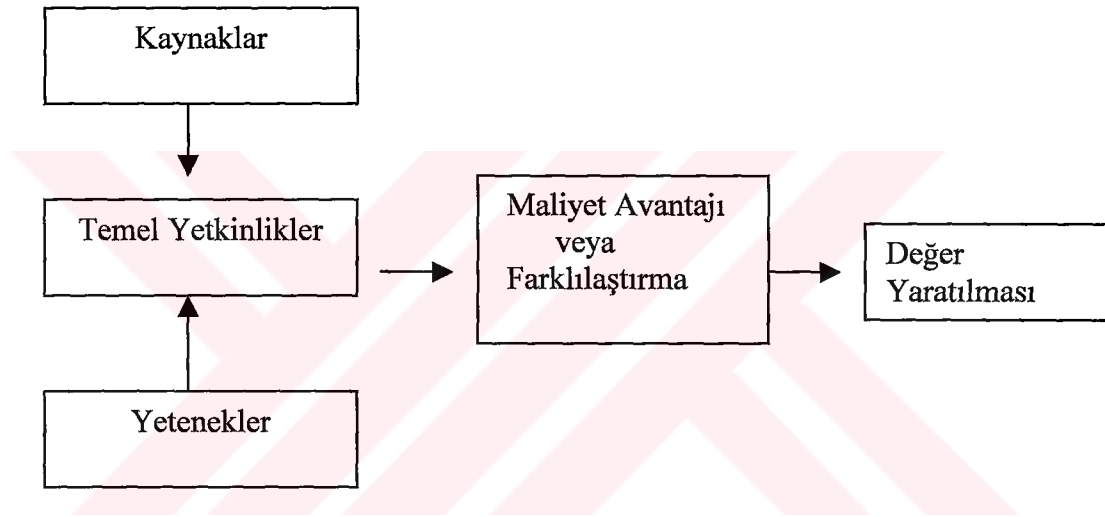 Kaynaklar
Temel Yetkinlikler
Yetenekler
Maliyet Avantajı
veya
Farklılaştırma
Değer
Yaratılması